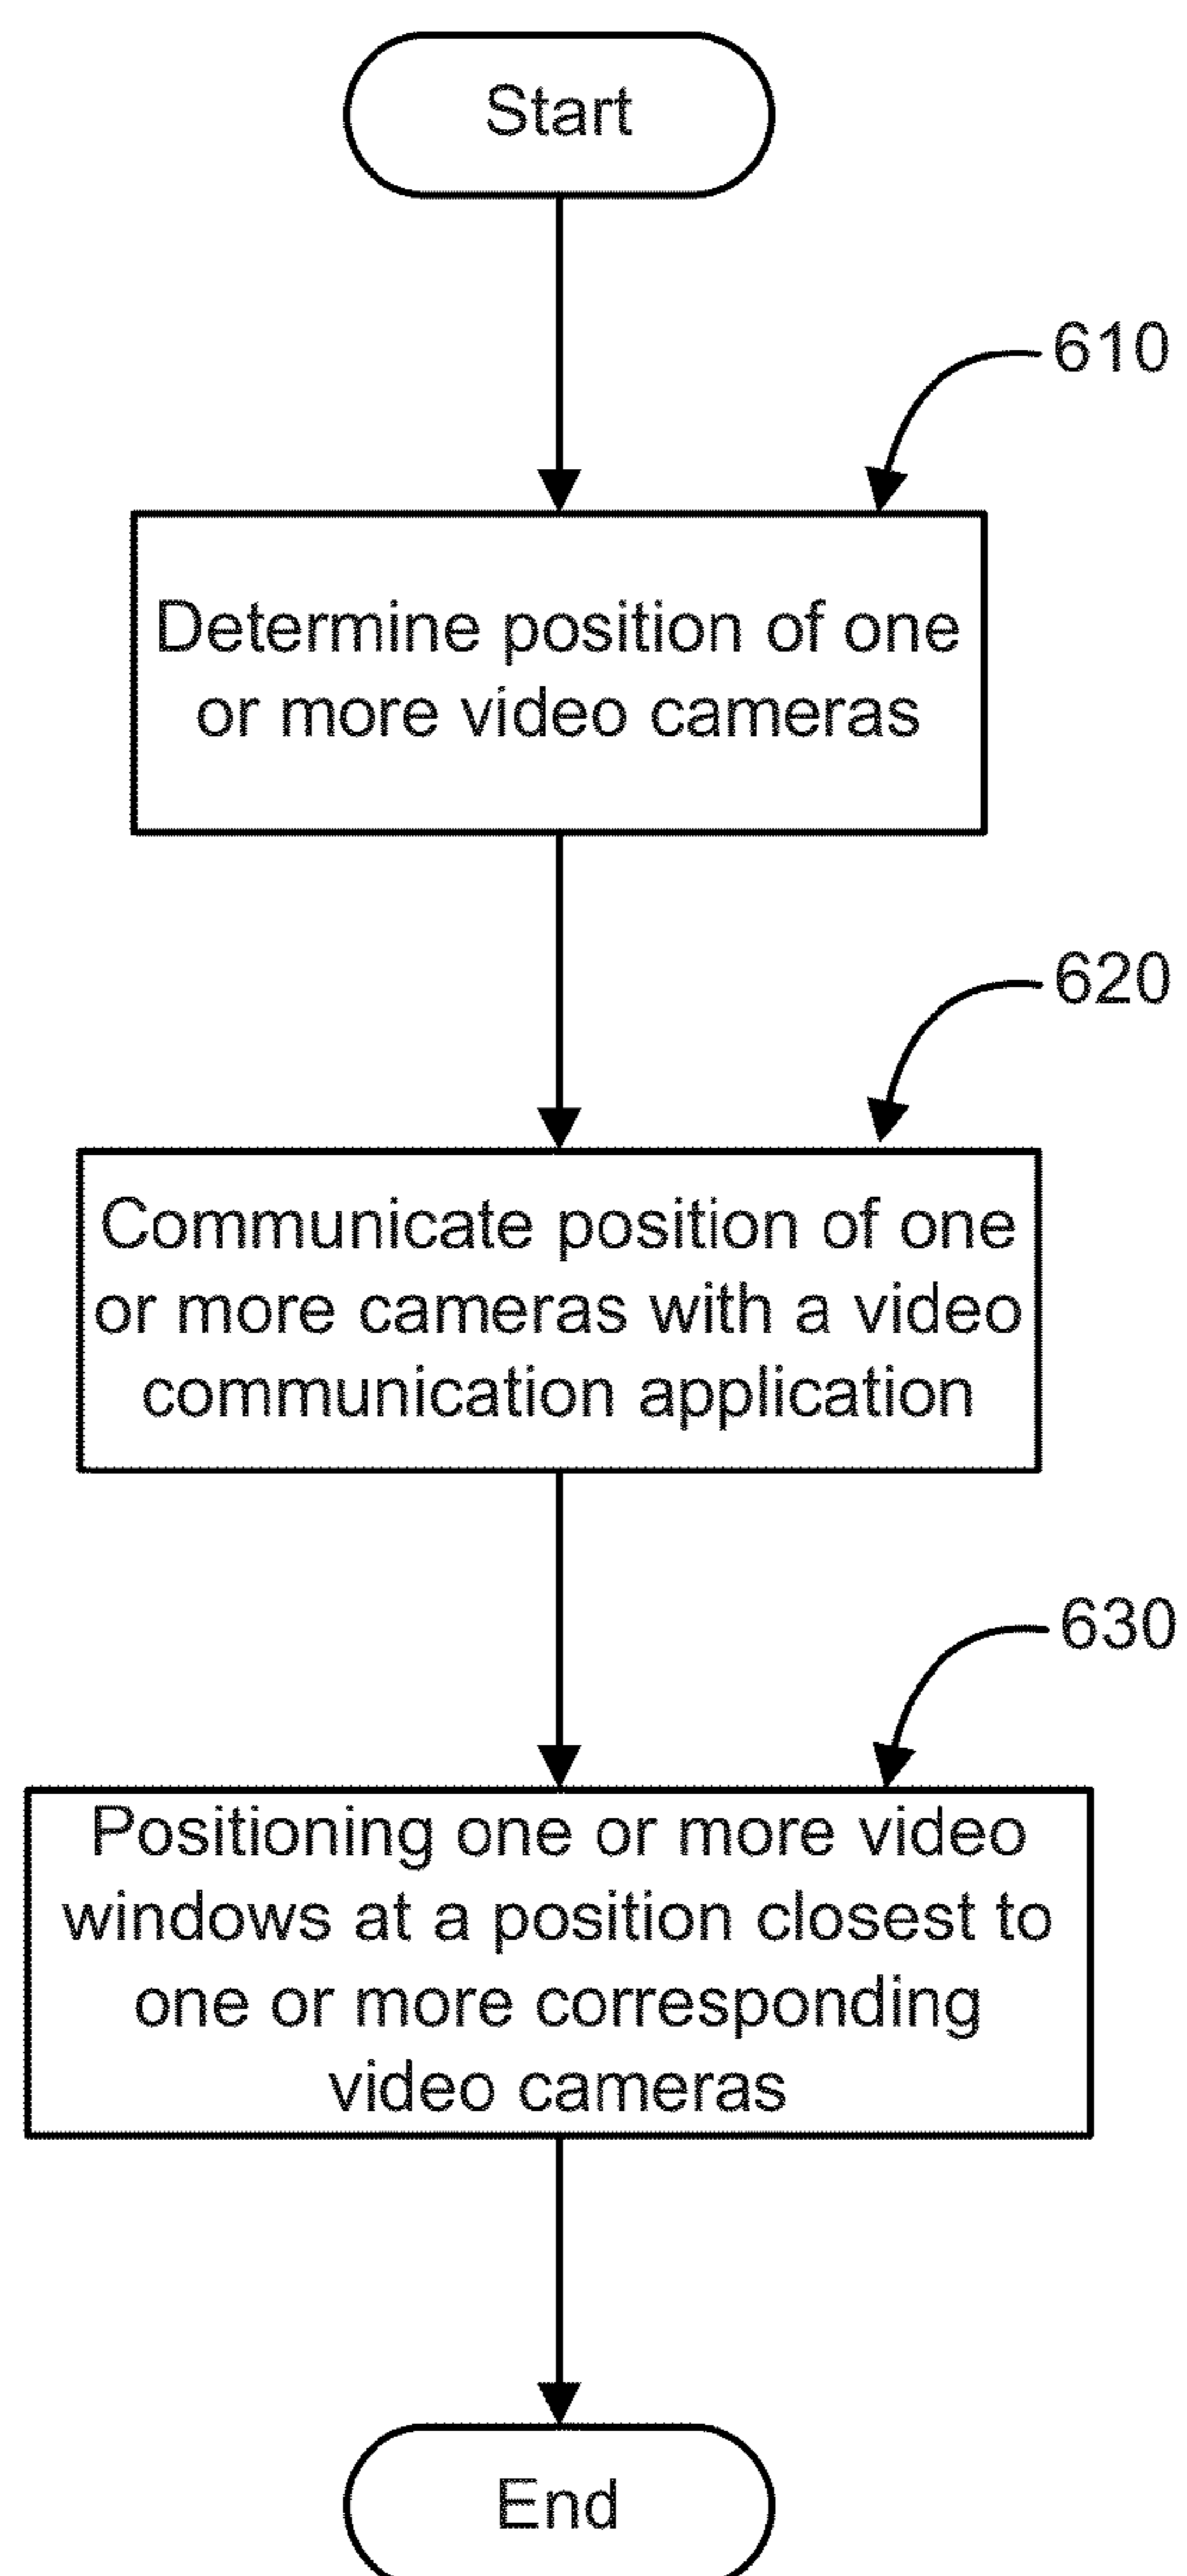 Start
610
Determine position of one
or more video cameras
620
Communicate position of one
or more cameras with a video
communication application
630
Positioning one or more video
windows at a position closest to
one or more corresponding
video cameras
End